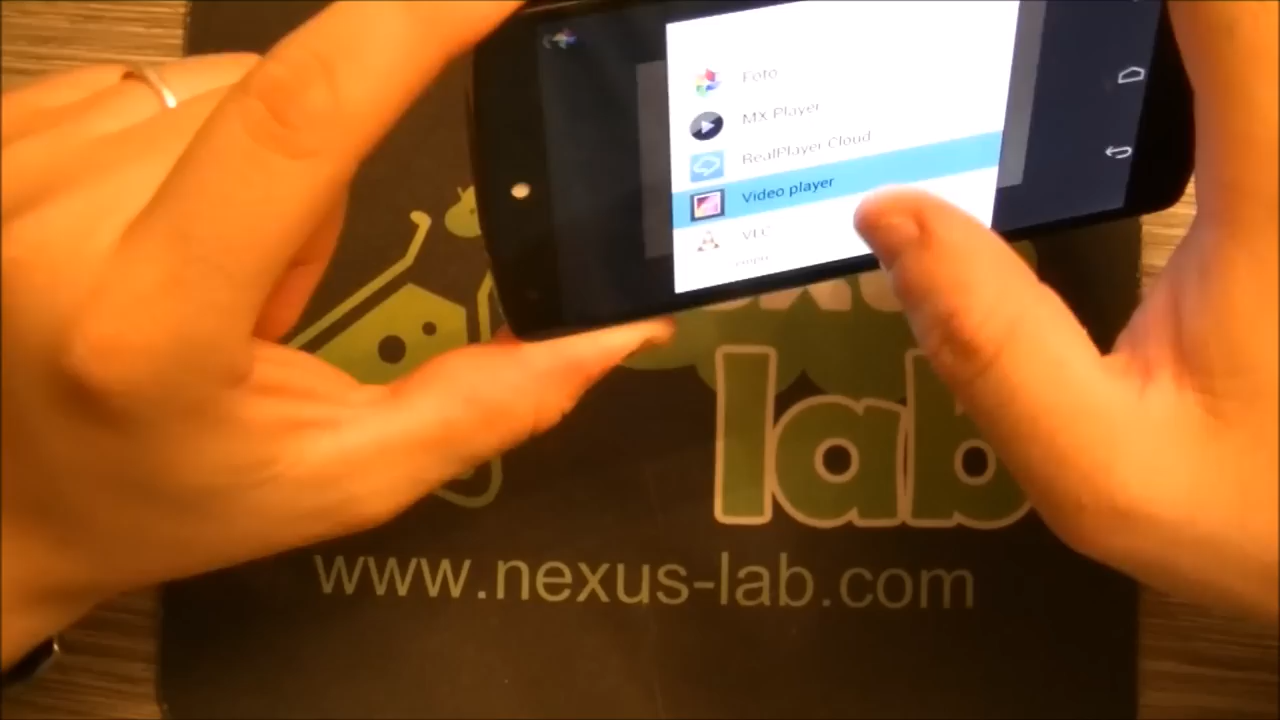 Foto
MX Player
RealPlayer Cloud
Video player
VLC
lab
www.nexus-lab.com